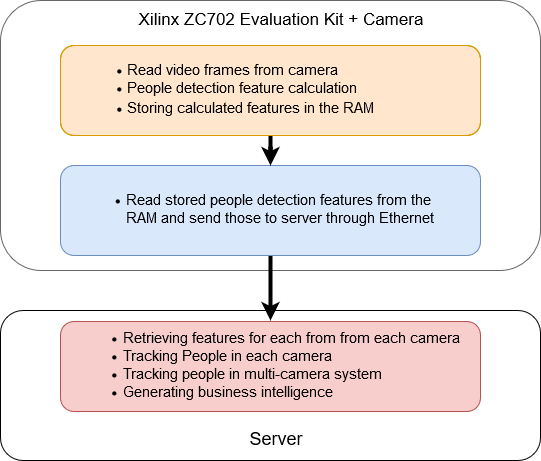 Xilinx ZC702 Evaluation Kit + Camera
• Read video frames from camera
• People detection feature calculation
• Storing calculated features in the RAM
• Read stored people detection features from the
RAM and send those to server through Ethernet
• Retrieving features for each from from each camera
• Tracking People in each camera
• Tracking people in multi-camera system
• Generating business intelligence
Server